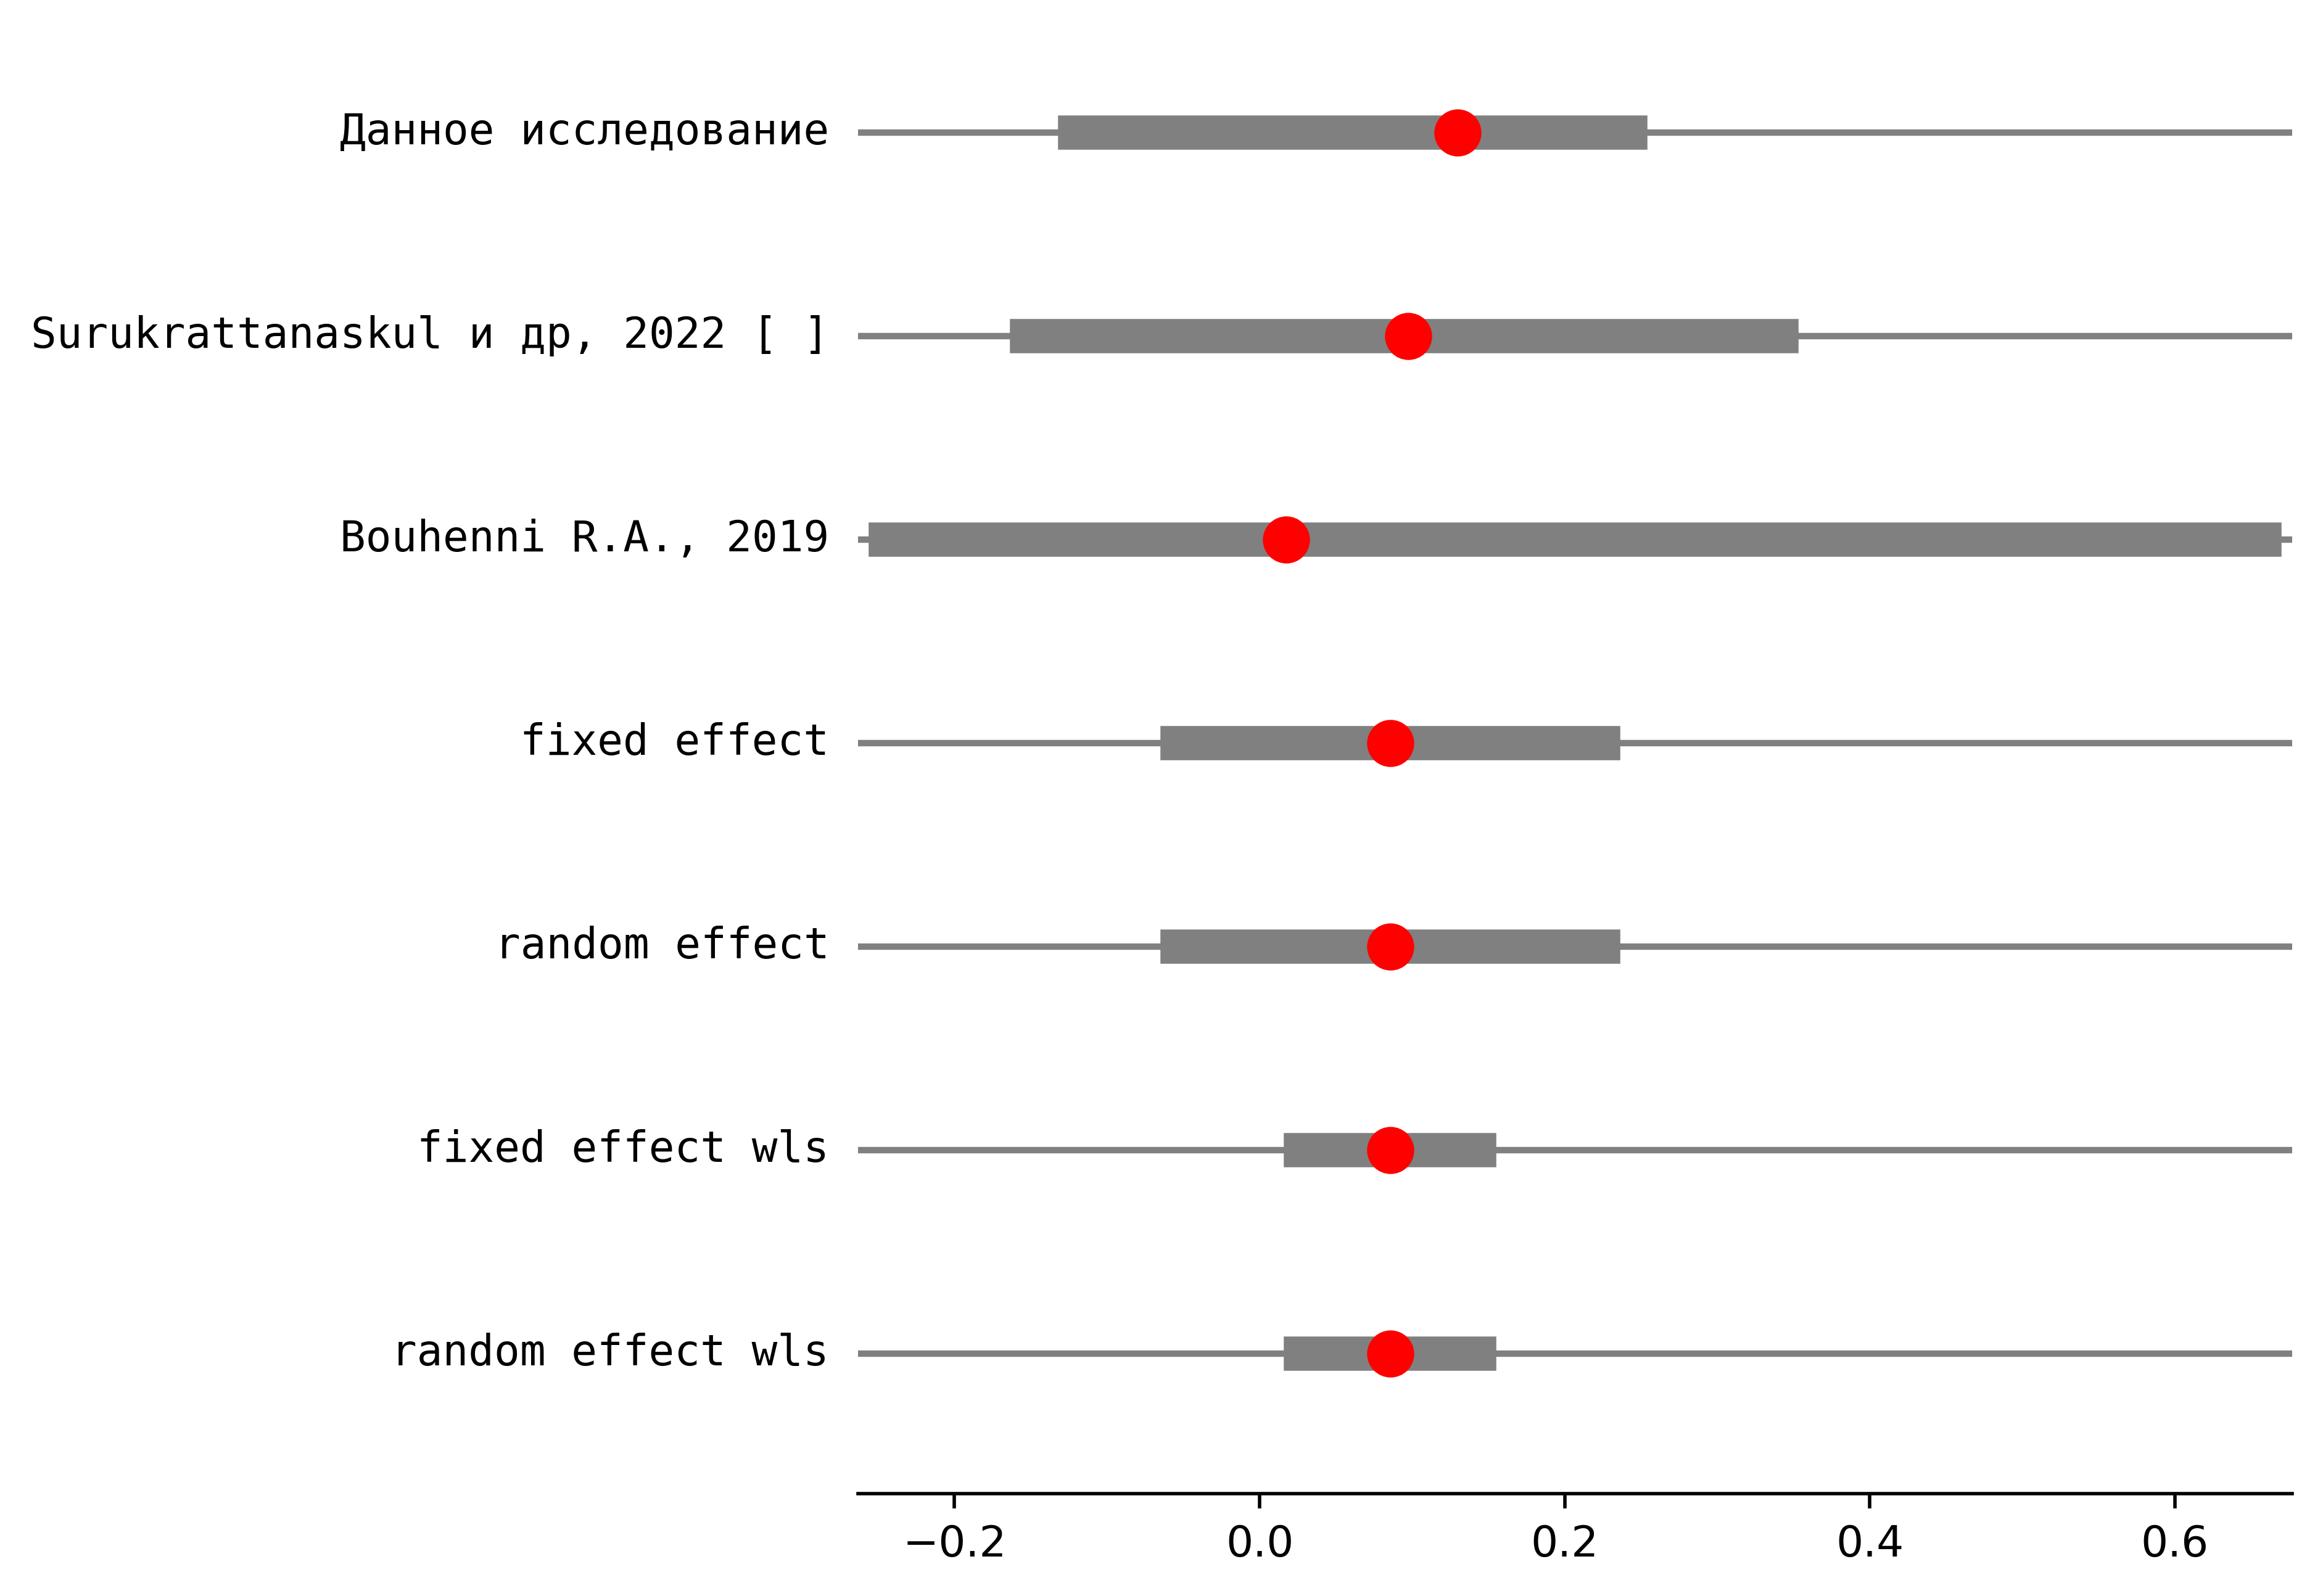 Данное исследование
Surukrattanaskul и др, 2022 [ ]
Bouhenni R.A., 2019
fixed effect
random effect
fixed effect wls
random effect wls
−0.2 0.0 0.2 0.4 0.6